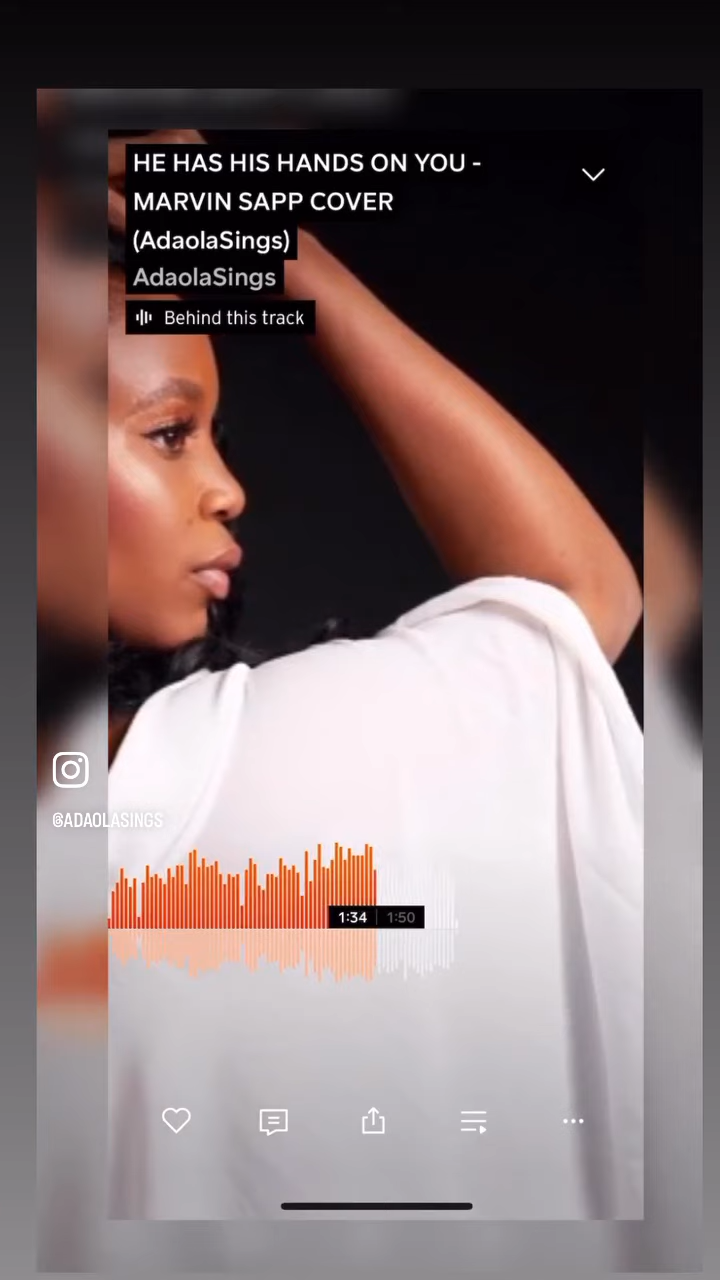 HE HAS HIS HANDS ON YOU -
MARVIN SAPP COVER
(AdaolaSings)
AdaolaSings
Behind this track
@ADAOLASINGS
1:34 1:50